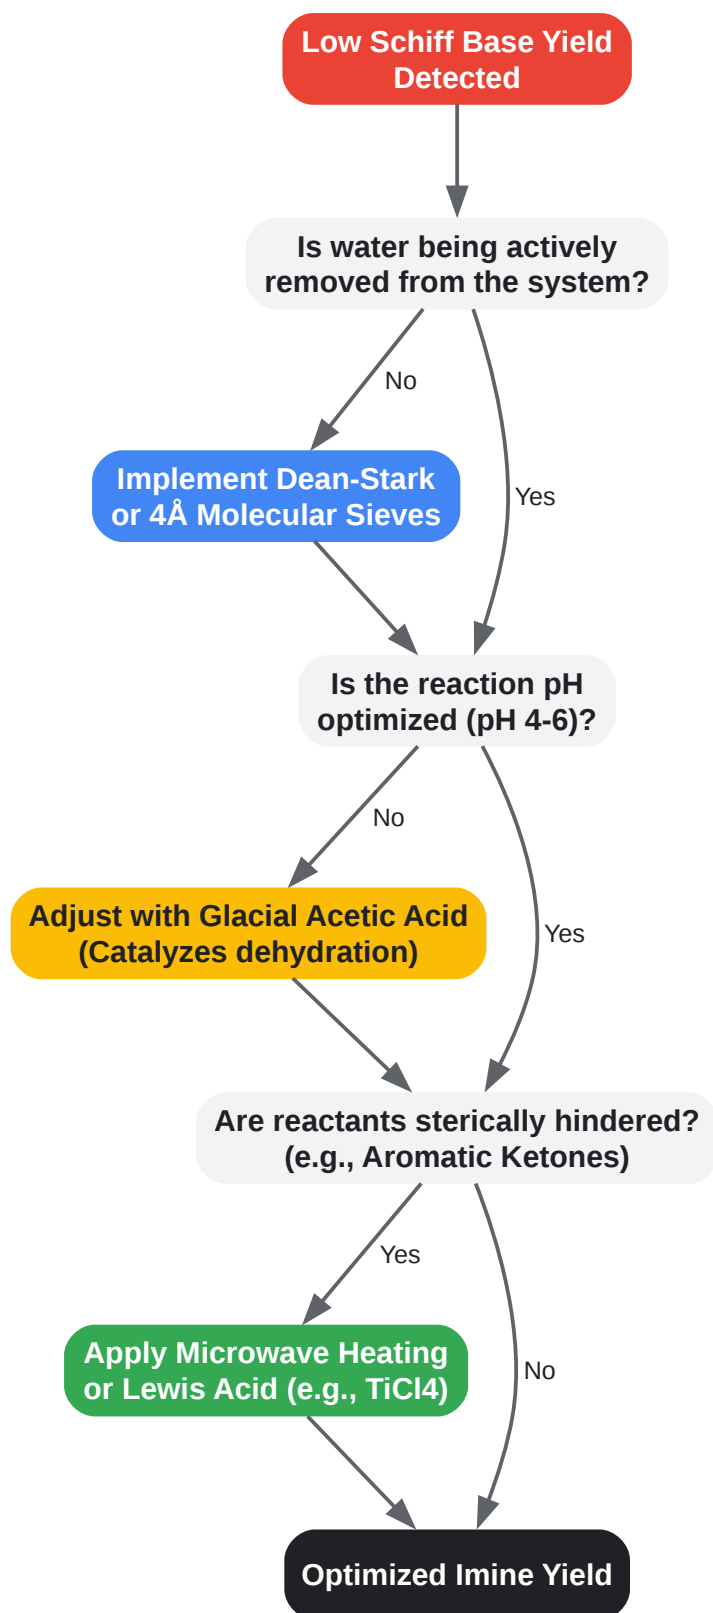 Low Schiff Base Yield
Detected
Is water being actively
removed from the system?
No
Implement Dean-Stark
or 4Å Molecular Sieves
Yes
Is the reaction pH
optimized (pH 4-6)?
No
Adjust with Glacial Acetic Acid
(Catalyzes dehydration)
Yes
Are reactants sterically hindered?
(e.g., Aromatic Ketones)
Yes
Apply Microwave Heating
or Lewis Acid (e.g., TiCl4)
No
Optimized Imine Yield